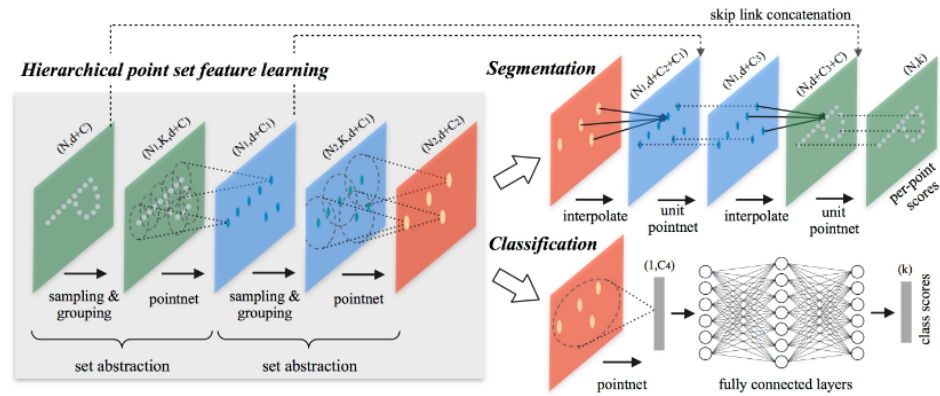 skip link concatenation
Hierarchical point set feature learning
(N,d+C)
(N1,K,d+C)
(N1,d+C1)
(N2,K,d+C1)
(N2,d+C2)
sampling &
grouping
pointnet
sampling &
grouping
pointnet
set abstraction
set abstraction
Segmentation
(N1,d+C2+C1)
(N1,d+C3)
(N,d+C3+C)
(N,k)
interpolate
unit
pointnet
interpolate
unit
pointnet
per-point
scores
Classification
(1,C4)
(k)
pointnet
fully connected layers
class scores